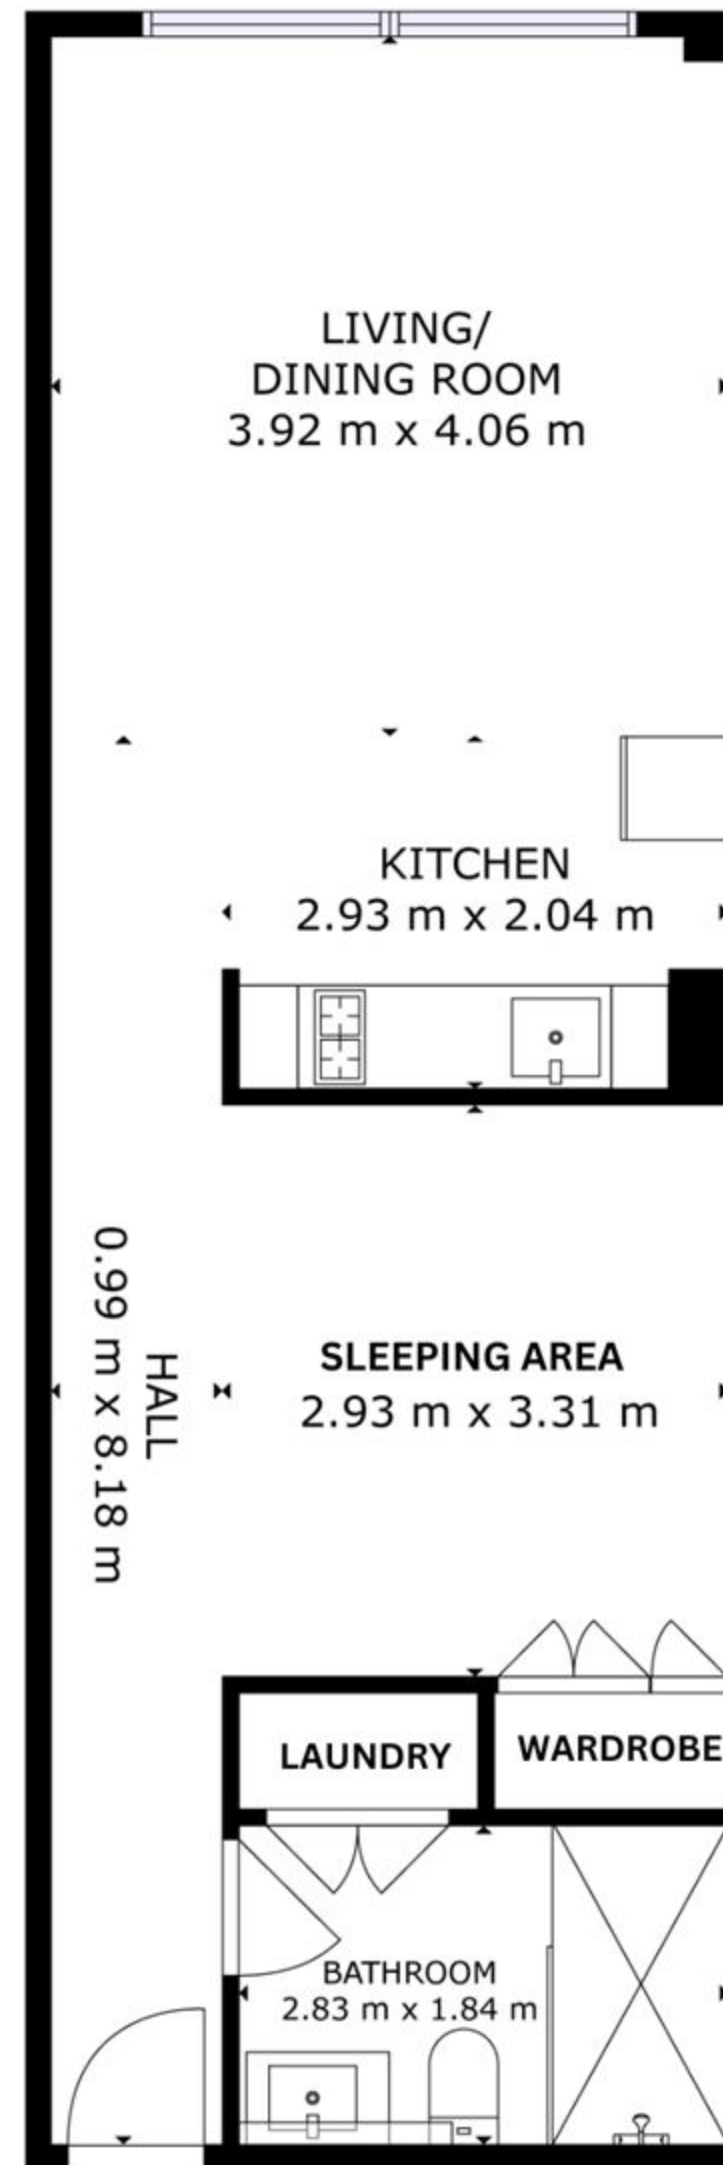 LIVING/
DINING ROOM
3.92 m x 4.06 m
KITCHEN
2.93 m x 2.04 m
HALL
0.99 m x 8.18 m
SLEEPING AREA
2.93 m x 3.31 m
LAUNDRY
WARDROBE
BATHROOM
2.83 m x 1.84 m